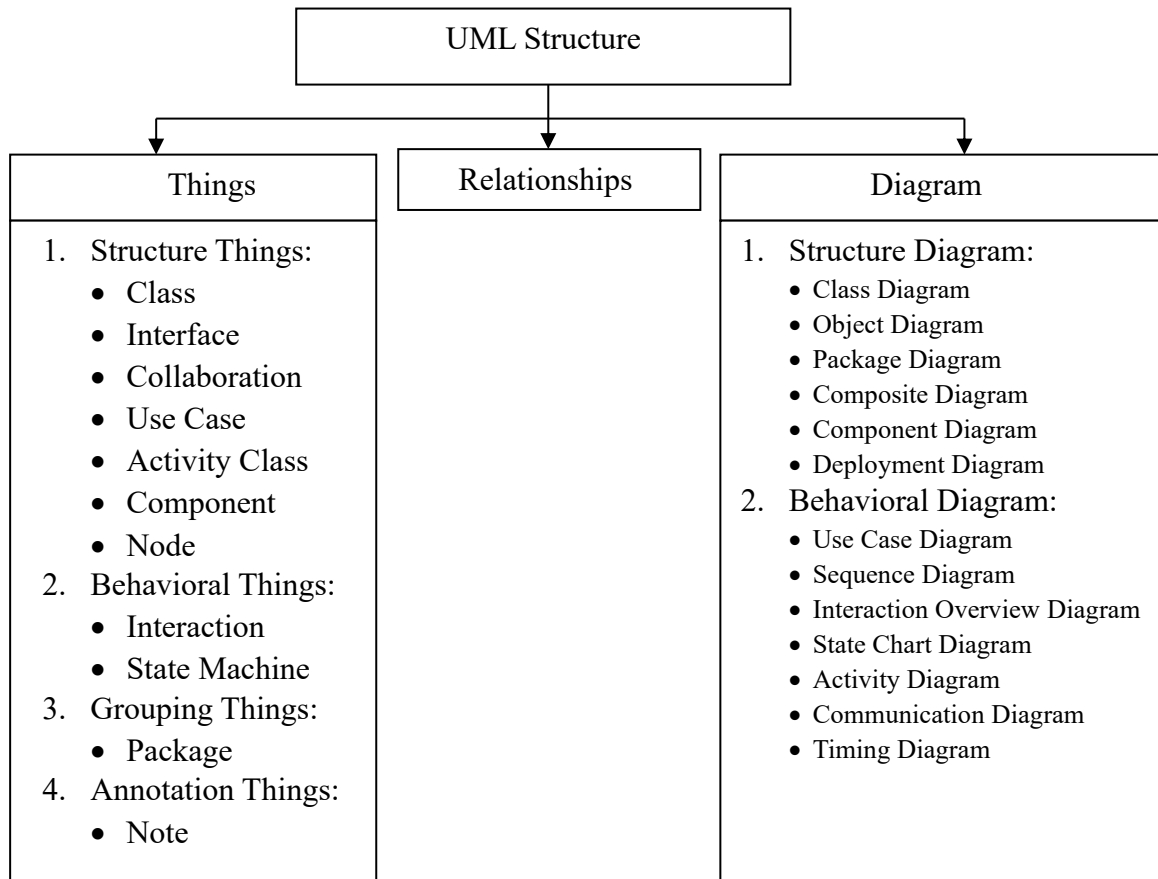 UML Structure
Things
1. Structure Things:
• Class
• Interface
• Collaboration
• Use Case
• Activity Class
• Component
• Node
2. Behavioral Things:
• Interaction
• State Machine
3. Grouping Things:
• Package
4. Annotation Things:
• Note
Relationships
Diagram
1. Structure Diagram:
• Class Diagram
• Object Diagram
• Package Diagram
• Composite Diagram
• Component Diagram
• Deployment Diagram
2. Behavioral Diagram:
• Use Case Diagram
• Sequence Diagram
• Interaction Overview Diagram
• State Chart Diagram
• Activity Diagram
• Communication Diagram
• Timing Diagram